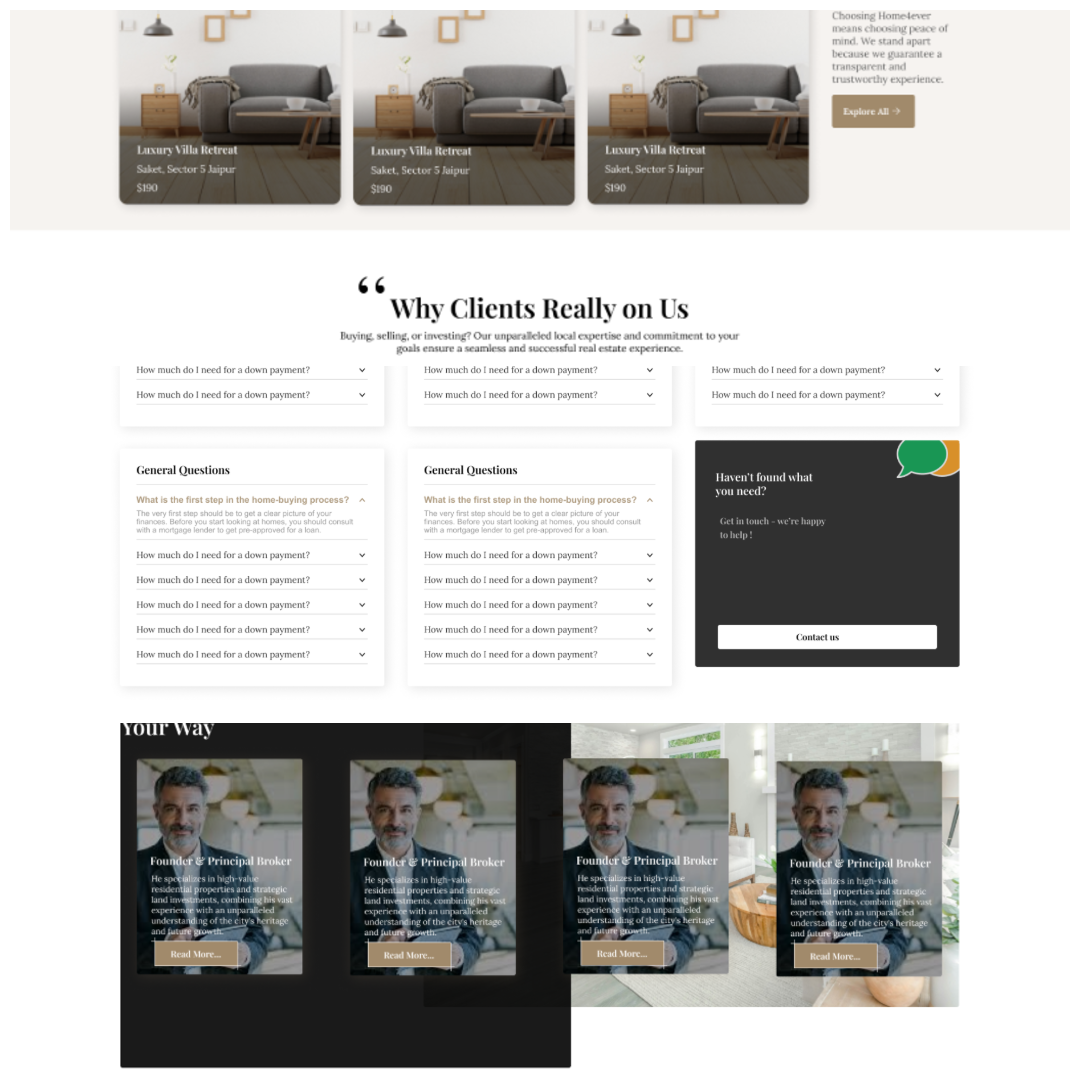 Choosing Home4ever
means choosing peace of
mind. We stand apart
because we guarantee a
transparent and
trustworthy experience.
Explore All →
Luxury Villa Retreat
Saket, Sector 5 Jaipur
$190
Luxury Villa Retreat
Saket, Sector 5 Jaipur
$190
Luxury Villa Retreat
Saket, Sector 5 Jaipur
$190
“
Why Clients Really on Us
Buying, selling, or investing? Our unparalleled local expertise and commitment to your
goals ensure a seamless and successful real estate experience.
How much do I need for a down payment?
How much do I need for a down payment?
How much do I need for a down payment?
How much do I need for a down payment?
How much do I need for a down payment?
How much do I need for a down payment?
General Questions
What is the first step in the home-buying process?
The very first step should be to get a clear picture of your
finances. Before you start looking at homes, you should consult
with a mortgage lender to get pre-approved for a loan.
How much do I need for a down payment?
How much do I need for a down payment?
How much do I need for a down payment?
How much do I need for a down payment?
How much do I need for a down payment?
General Questions
What is the first step in the home-buying process?
The very first step should be to get a clear picture of your
finances. Before you start looking at homes, you should consult
with a mortgage lender to get pre-approved for a loan.
How much do I need for a down payment?
How much do I need for a down payment?
How much do I need for a down payment?
How much do I need for a down payment?
How much do I need for a down payment?
Haven't found what
you need?
Get in touch - we're happy
to help !
Contact us
Your Way
Founder & Principal Broker
He specializes in high-value
residential properties and strategic
land investments, combining his vast
experience with an unparalleled
understanding of the city's heritage
and future growth.
Read More...
Founder & Principal Broker
He specializes in high-value
residential properties and strategic
land investments, combining his vast
experience with an unparalleled
understanding of the city's heritage
and future growth.
Read More...
Founder & Principal Broker
He specializes in high-value
residential properties and strategic
land investments, combining his vast
experience with an unparalleled
understanding of the city's heritage
and future growth.
Read More...
Founder & Principal Broker
He specializes in high-value
residential properties and strategic
land investments, combining his vast
experience with an unparalleled
understanding of the city's heritage
and future growth.
Read More...